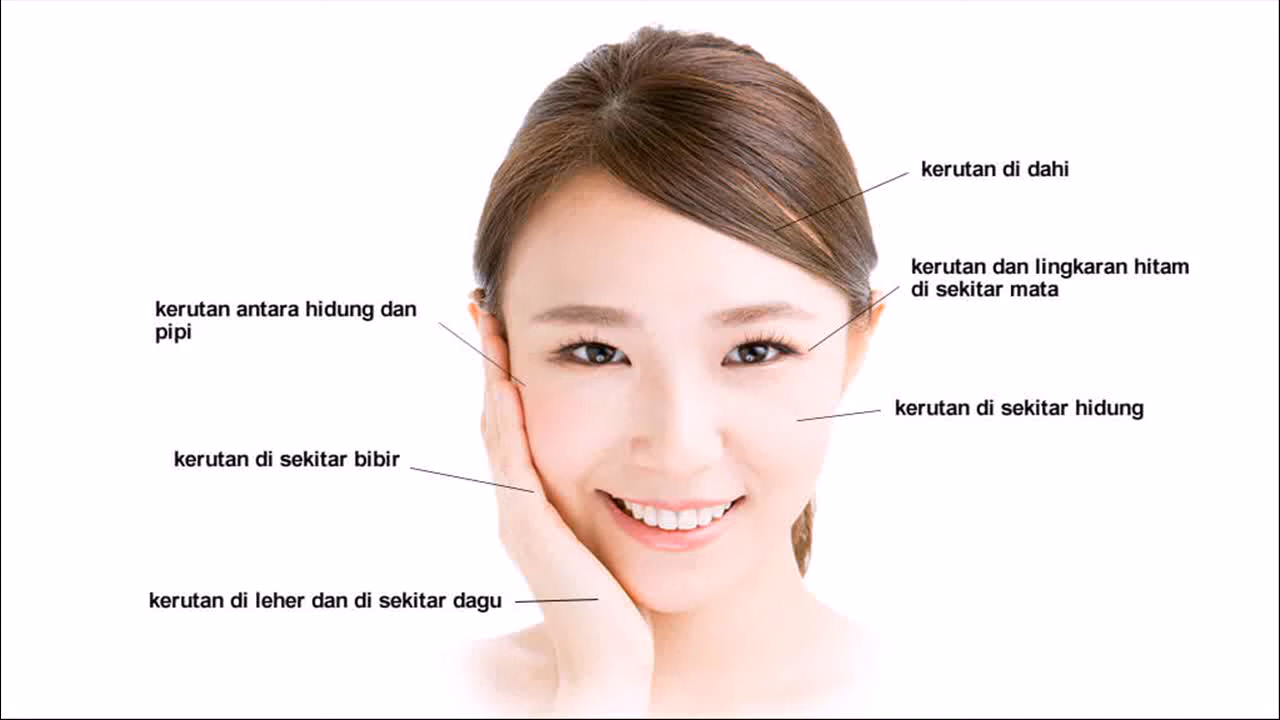 kerutan di dahi
kerutan dan lingkaran hitam
di sekitar mata
kerutan antara hidung dan
pipi
kerutan di sekitar hidung
kerutan di sekitar bibir
kerutan di leher dan di sekitar dagu